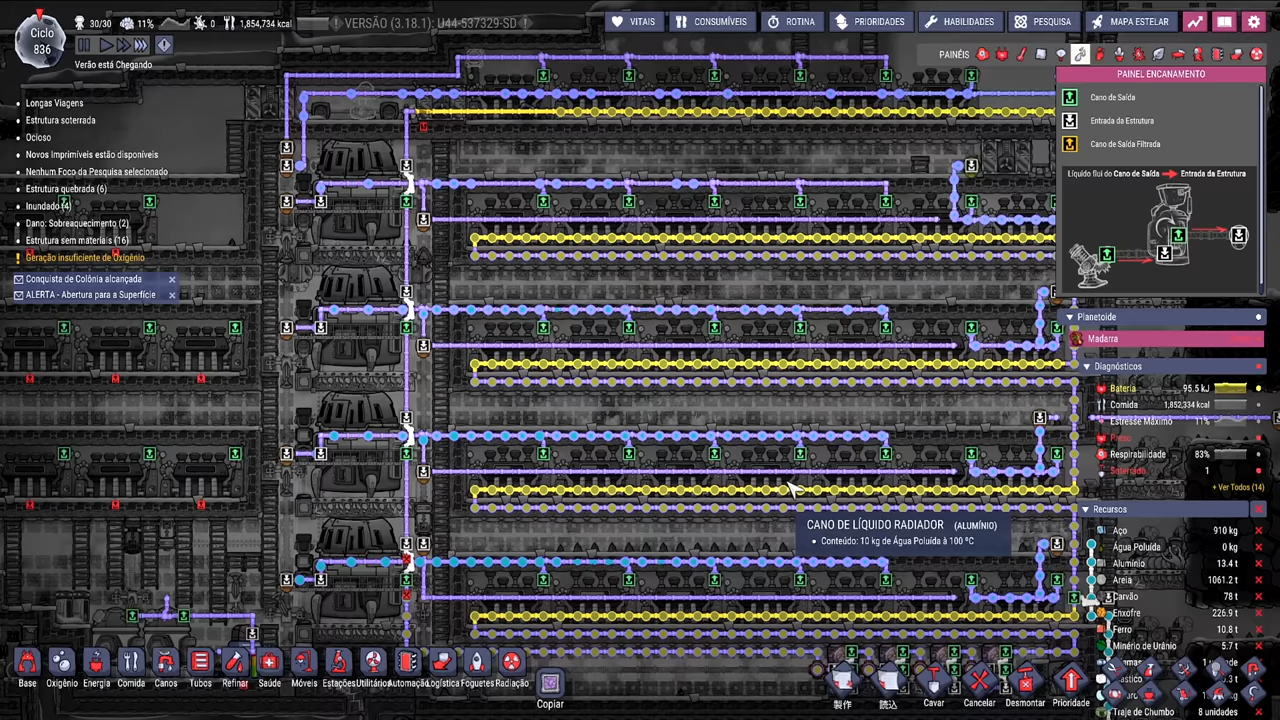 Ciclo
836
30/30
11%
0
1,854,734 kcal
VERSÃO (3.18.1): U44-537329-SD
VITAIS
CONSUMÍVEIS
ROTINA
PRIORIDADES
HABILIDADES
PESQUISA
MAPA ESTELAR
Verão está Chegando
PAINÉIS
PAINEL ENCANAMENTO
Cano de Saída
Entrada da Estrutura
Cano de Saída Filtrada
Líquido flui do Cano de Saída → Entrada da Estrutura
Longas Viagens
Estrutura soterrada
Ocioso
Novos Imprimíveis estão disponíveis
Nenhum Foco da Pesquisa selecionado
Estrutura quebrada (6)
Inundado (4)
Dano: Sobreaquecimento (2)
Estrutura sem materiais (16)
Geração insuficiente de Oxigênio
Conquista de Colônia alcançada
ALERTA - Abertura para a Superfície
Planetoide
Madarra
Diagnósticos
Bateria 95.5 kJ
Comida 1,852,334 kcal
Estresse Máximo 11%
Respirabilidade 83%
1
+ Ver Todos (14)
Recursos
Aço 910 kg
Água Poluída 0 kg
Alumínio 13.4 t
Areia 1061.2 t
Carvão 78 t
Enxofre 226.9 t
Ferro 10.8 t
Minério de Urânio 5.7 t
Traje de Chumbo 8 unidades
CANO DE LÍQUIDO RADIADOR (ALUMÍNIO)
Conteúdo: 10 kg de Água Poluída à 100 ºC
Base
Oxigênio
Energia
Comida
Canos
Tubos
Refinar
Saúde
Móveis
Estações
Utilitários
Automação
Logística
Foguetes
Radiação
Copiar
製作
読込
Cavar
Cancelar
Desmontar
Prioridade